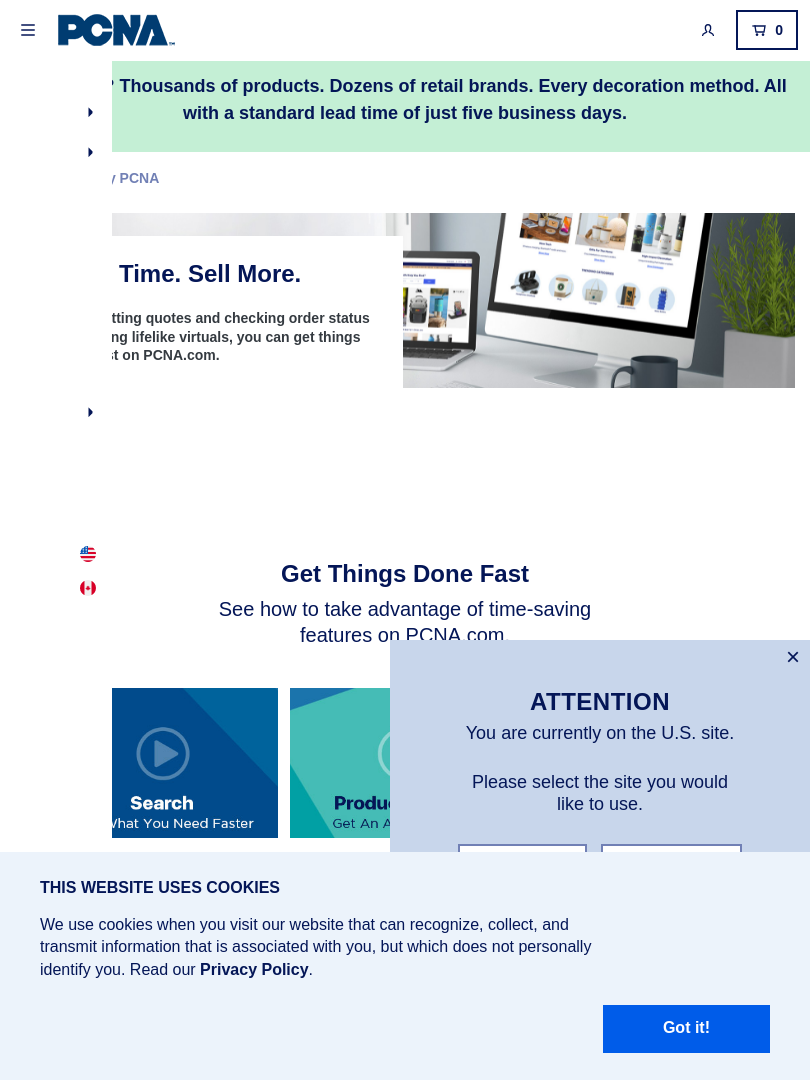 PCNA
0
? Thousands of products. Dozens of retail brands. Every decoration method. All
with a standard lead time of just five business days.
y PCNA
Time. Sell More.
tting quotes and checking order status
ng lifelike virtuals, you can get things
st on PCNA.com.
Get Things Done Fast
See how to take advantage of time-saving
features on PCNA.com.
Search
What You Need Faster
Produc
Get An A
×
ATTENTION
You are currently on the U.S. site.
Please select the site you would
like to use.
THIS WEBSITE USES COOKIES
We use cookies when you visit our website that can recognize, collect, and
transmit information that is associated with you, but which does not personally
identify you. Read our Privacy Policy.
Got it!